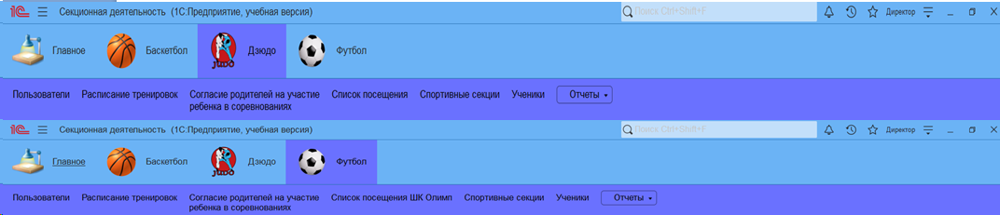 1С Секционная деятельность (1С:Предприятие, учебная версия) Поиск Ctrl+Shift+F Директор
Главное Баскетбол JUDO Дзюдо Футбол
Пользователи Расписание тренировок Согласие родителей на участие Список посещения Спортивные секции Ученики Отчеты
ребенка в соревнованиях
1С Секционная деятельность (1С:Предприятие, учебная версия) Поиск Ctrl+Shift+F Директор
Главное Баскетбол JUDO Дзюдо Футбол
Пользователи Расписание тренировок Согласие родителей на участие Список посещения ШК Олимп Спортивные секции Ученики Отчеты
ребенка в соревнованиях